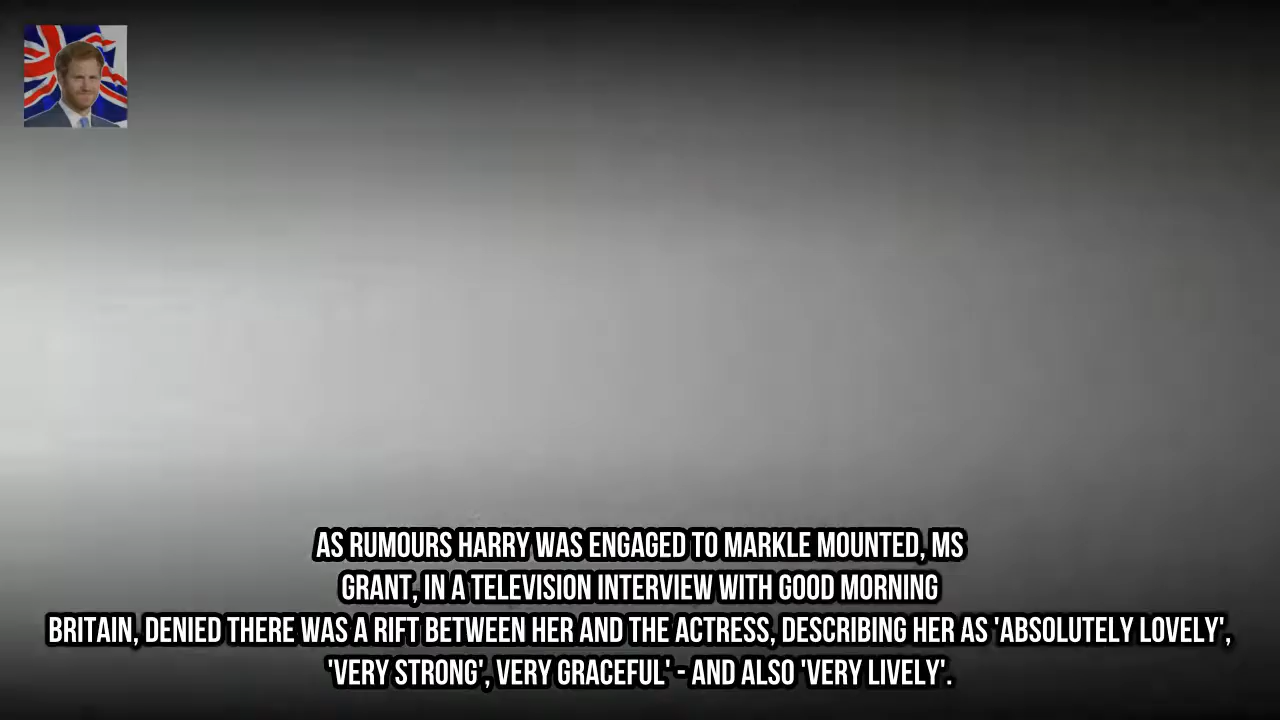 AS RUMOURS HARRY WAS ENGAGED TO MARKLE MOUNTED, MS
GRANT, IN A TELEVISION INTERVIEW WITH GOOD MORNING
BRITAIN, DENIED THERE WAS A RIFT BETWEEN HER AND THE ACTRESS, DESCRIBING HER AS 'ABSOLUTELY LOVELY',
'VERY STRONG', VERY GRACEFUL' - AND ALSO 'VERY LIVELY'.